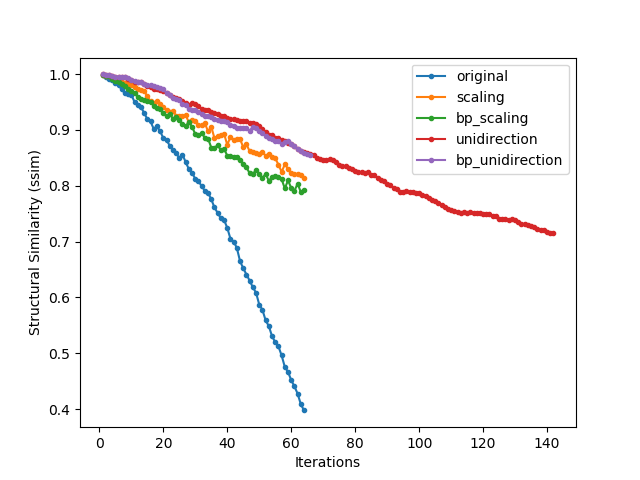 original
scaling
bp_scaling
unidirection
bp_unidirection
1.0
0.9
0.8
0.7
0.6
0.5
0.4
Structural Similarity (ssim)
0 20 40 60 80 100 120 140
Iterations